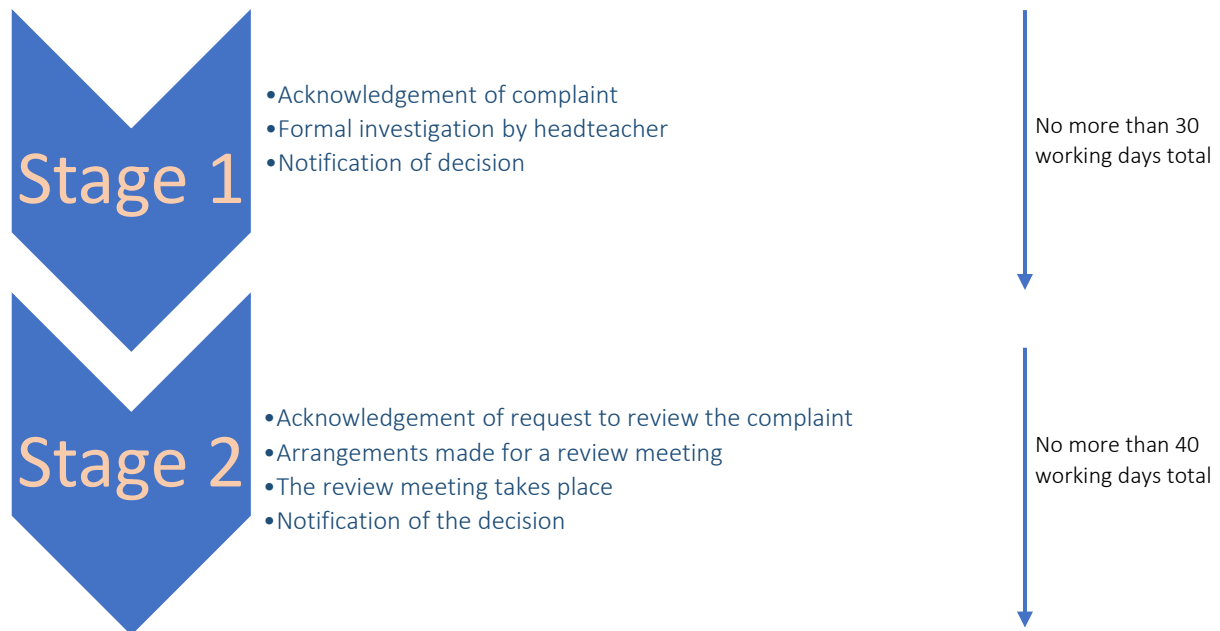 Stage 1
•Acknowledgement of complaint
•Formal investigation by headteacher
•Notification of decision
No more than 30
working days total
Stage 2
•Acknowledgement of request to review the complaint
•Arrangements made for a review meeting
•The review meeting takes place
•Notification of the decision
No more than 40
working days total